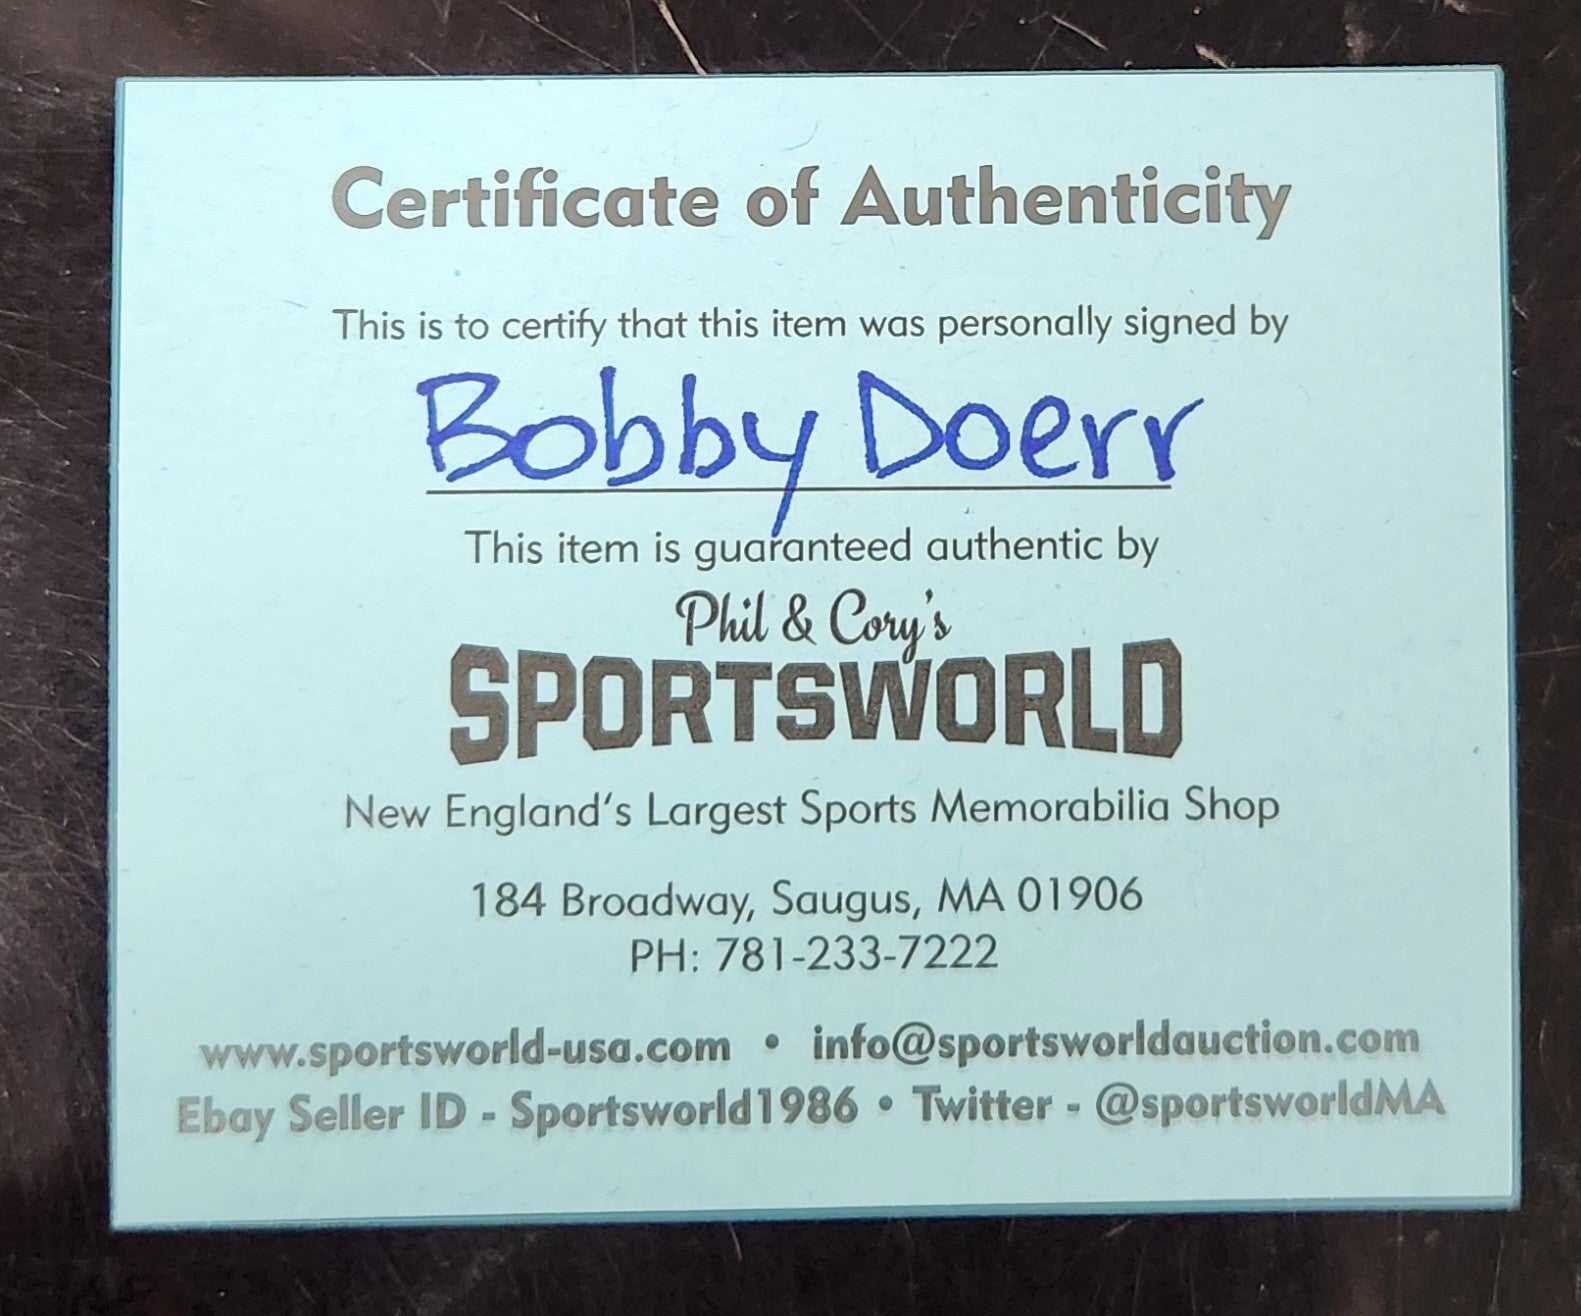 Certificate of Authenticity
This is to certify that this item was personally signed by
Bobby Doerr
This item is guaranteed authentic by
Phil & Cory's
SPORTSWORLD
New England's Largest Sports Memorabilia Shop
184 Broadway, Saugus, MA 01906
PH: 781-233-7222
www.sportsworld-usa.com • info@sportsworldauction.com
Ebay Seller ID - Sportsworld1986 • Twitter - @sportsworldMA